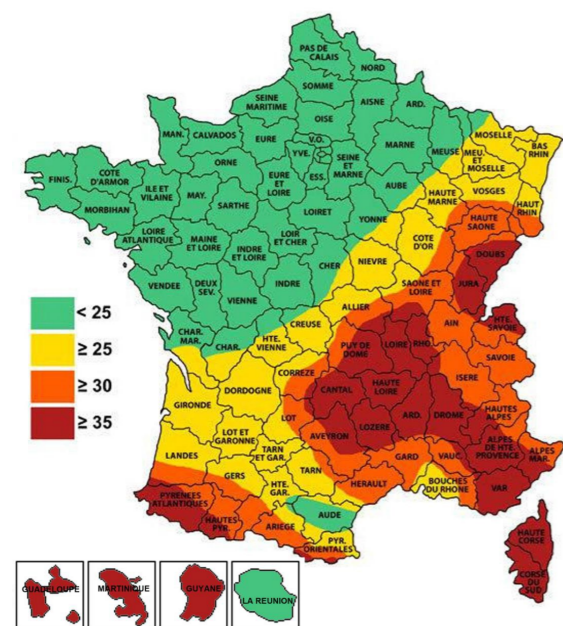 PAS DE
CALAIS
NORD
SOMME
SEINE
MARITIME
AISNE
ARD.
OISE
MAN.
CALVADOS
EURE
V.O.
MARNE
MEUSE
MOSELLE
MEU.
ET
MOSELLE
BAS
RHIN
FINIS.
COTE
D'ARMOR
ILE ET
VILAINE
ORNE
YVE.
ESS.
SEINE
ET
MARNE
AUBE
HAUTE
MARNE
VOSGES
HAUT
RHIN
MORBIHAN
MAY.
SARTHE
EURE
ET
LOIRE
LOIRET
YONNE
HAUTE
SAONE
LOIRE
ATLANTIQUE
MAINE
ET LOIRE
INDRE
ET LOIRE
LOIR
ET CHER
CHER
NIEVRE
COTE
D'OR
DOUBS
JURA
VENDEE
DEUX
SEV.
VIENNE
INDRE
SAONE ET
LOIRE
ALLIER
< 25
≥ 25
≥ 30
≥ 35
CHAR.
MAR.
CHAR.
HTE.
VIENNE
CREUSE
PUY
DE
DOME
LOIRE
RHO.
AIN
HTE.
SAVOIE
SAVOIE
CORREZE
CANTAL
HAUTE
LOIRE
ISERE
GIRONDE
DORDOGNE
LOT
AVEYRON
LOZERE
ARD.
DROME
HAUTES
ALPES
LOT ET
GARONNE
TARN
ET GAR.
ALPES
DE HTE.
PROVENCE
ALPES
MAR.
LANDES
GERS
TARN
GARD
VAUC.
HTE.
GAR.
HERAULT
BOUCHES
DU RHONE
VAR
PYRENEES
ATLANTIQUES
HAUTES
PYR.
ARIEGE
AUDE
PYR.
ORIENTALES
HAUTE
CORSE
CORSE
DU
SUD
GUADELOUPE
MARTINIQUE
GUYANE
LA REUNION